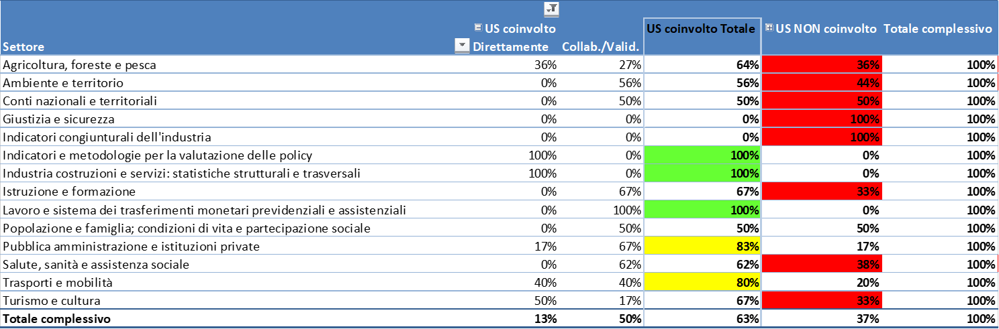 US coinvolto US coinvolto Totale US NON coinvolto Totale complessivo
Settore Direttamente Collab./Valid.
Agricoltura, foreste e pesca 36% 27% 64% 36% 100%
Ambiente e territorio 0% 56% 56% 44% 100%
Conti nazionali e territoriali 0% 50% 50% 50% 100%
Giustizia e sicurezza 0% 0% 0% 100% 100%
Indicatori congiunturali dell'industria 0% 0% 0% 100% 100%
Indicatori e metodologie per la valutazione delle policy 100% 0% 100% 0% 100%
Industria costruzioni e servizi: statistiche strutturali e trasversali 100% 0% 100% 0% 100%
Istruzione e formazione 0% 67% 67% 33% 100%
Lavoro e sistema dei trasferimenti monetari previdenziali e assistenziali 0% 100% 100% 0% 100%
Popolazione e famiglia; condizioni di vita e partecipazione sociale 0% 50% 50% 50% 100%
Pubblica amministrazione e istituzioni private 17% 67% 83% 17% 100%
Salute, sanità e assistenza sociale 0% 62% 62% 38% 100%
Trasporti e mobilità 40% 40% 80% 20% 100%
Turismo e cultura 50% 17% 67% 33% 100%
Totale complessivo 13% 50% 63% 37% 100%